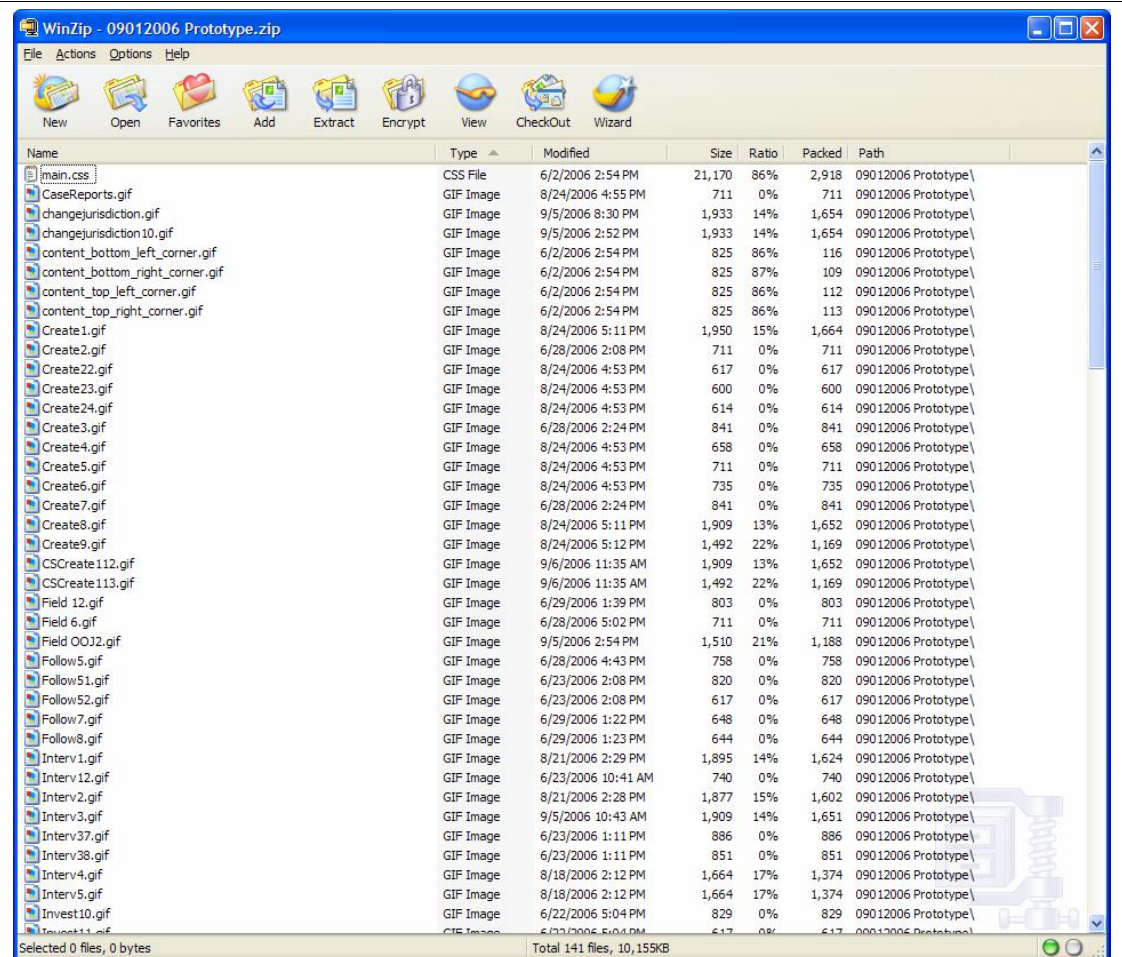 WinZip - 09012006 Prototype.zip
File Actions Options Help
New Open Favorites Add Extract Encrypt View CheckOut Wizard
Name Type Modified Size Ratio Packed Path
main.css CSS File 6/2/2006 2:54 PM 21,170 86% 2,918 09012006 Prototype\
CaseReports.gif GIF Image 8/24/2006 4:55 PM 711 0% 711 09012006 Prototype\
changejurisdiction.gif GIF Image 9/5/2006 8:30 PM 1,933 14% 1,654 09012006 Prototype\
changejurisdiction10.gif GIF Image 9/5/2006 2:52 PM 1,933 14% 1,654 09012006 Prototype\
content_bottom_left_corner.gif GIF Image 6/2/2006 2:54 PM 825 86% 116 09012006 Prototype\
content_bottom_right_corner.gif GIF Image 6/2/2006 2:54 PM 825 87% 109 09012006 Prototype\
content_top_left_corner.gif GIF Image 6/2/2006 2:54 PM 825 86% 112 09012006 Prototype\
content_top_right_corner.gif GIF Image 6/2/2006 2:54 PM 825 86% 113 09012006 Prototype\
Create1.gif GIF Image 8/24/2006 5:11 PM 1,950 15% 1,664 09012006 Prototype\
Create2.gif GIF Image 6/28/2006 2:08 PM 711 0% 711 09012006 Prototype\
Create22.gif GIF Image 8/24/2006 4:53 PM 617 0% 617 09012006 Prototype\
Create23.gif GIF Image 8/24/2006 4:53 PM 600 0% 600 09012006 Prototype\
Create24.gif GIF Image 8/24/2006 4:53 PM 614 0% 614 09012006 Prototype\
Create3.gif GIF Image 6/28/2006 2:24 PM 841 0% 841 09012006 Prototype\
Create4.gif GIF Image 8/24/2006 4:53 PM 658 0% 658 09012006 Prototype\
Create5.gif GIF Image 8/24/2006 4:53 PM 711 0% 711 09012006 Prototype\
Create6.gif GIF Image 8/24/2006 4:53 PM 735 0% 735 09012006 Prototype\
Create7.gif GIF Image 6/28/2006 2:24 PM 841 0% 841 09012006 Prototype\
Create8.gif GIF Image 8/24/2006 5:11 PM 1,909 13% 1,652 09012006 Prototype\
Create9.gif GIF Image 8/24/2006 5:12 PM 1,492 22% 1,169 09012006 Prototype\
CSCreate112.gif GIF Image 9/6/2006 11:35 AM 1,909 13% 1,652 09012006 Prototype\
CSCreate113.gif GIF Image 9/6/2006 11:35 AM 1,492 22% 1,169 09012006 Prototype\
Field 12.gif GIF Image 6/29/2006 1:39 PM 803 0% 803 09012006 Prototype\
Field 6.gif GIF Image 6/28/2006 5:02 PM 711 0% 711 09012006 Prototype\
Field OOJ2.gif GIF Image 9/5/2006 2:54 PM 1,510 21% 1,188 09012006 Prototype\
Follow5.gif GIF Image 6/28/2006 4:43 PM 758 0% 758 09012006 Prototype\
Follow51.gif GIF Image 6/23/2006 2:08 PM 820 0% 820 09012006 Prototype\
Follow52.gif GIF Image 6/23/2006 2:08 PM 617 0% 617 09012006 Prototype\
Follow7.gif GIF Image 6/29/2006 1:22 PM 648 0% 648 09012006 Prototype\
Follow8.gif GIF Image 6/29/2006 1:23 PM 644 0% 644 09012006 Prototype\
Interv1.gif GIF Image 8/21/2006 2:29 PM 1,895 14% 1,624 09012006 Prototype\
Interv12.gif GIF Image 6/23/2006 10:41 AM 740 0% 740 09012006 Prototype\
Interv2.gif GIF Image 8/21/2006 2:28 PM 1,877 15% 1,602 09012006 Prototype\
Interv3.gif GIF Image 9/5/2006 10:43 AM 1,909 14% 1,651 09012006 Prototype\
Interv37.gif GIF Image 6/23/2006 1:11 PM 886 0% 886 09012006 Prototype\
Interv38.gif GIF Image 6/23/2006 1:11 PM 851 0% 851 09012006 Prototype\
Interv4.gif GIF Image 8/18/2006 2:12 PM 1,664 17% 1,374 09012006 Prototype\
Interv5.gif GIF Image 8/18/2006 2:12 PM 1,664 17% 1,374 09012006 Prototype\
Invest10.gif GIF Image 6/22/2006 5:04 PM 829 0% 829 09012006 Prototype\
Invest11.gif GIF Image 6/22/2006 5:04 PM 617 0% 617 09012006 Prototype\
Selected 0 files, 0 bytes Total 141 files, 10,155KB